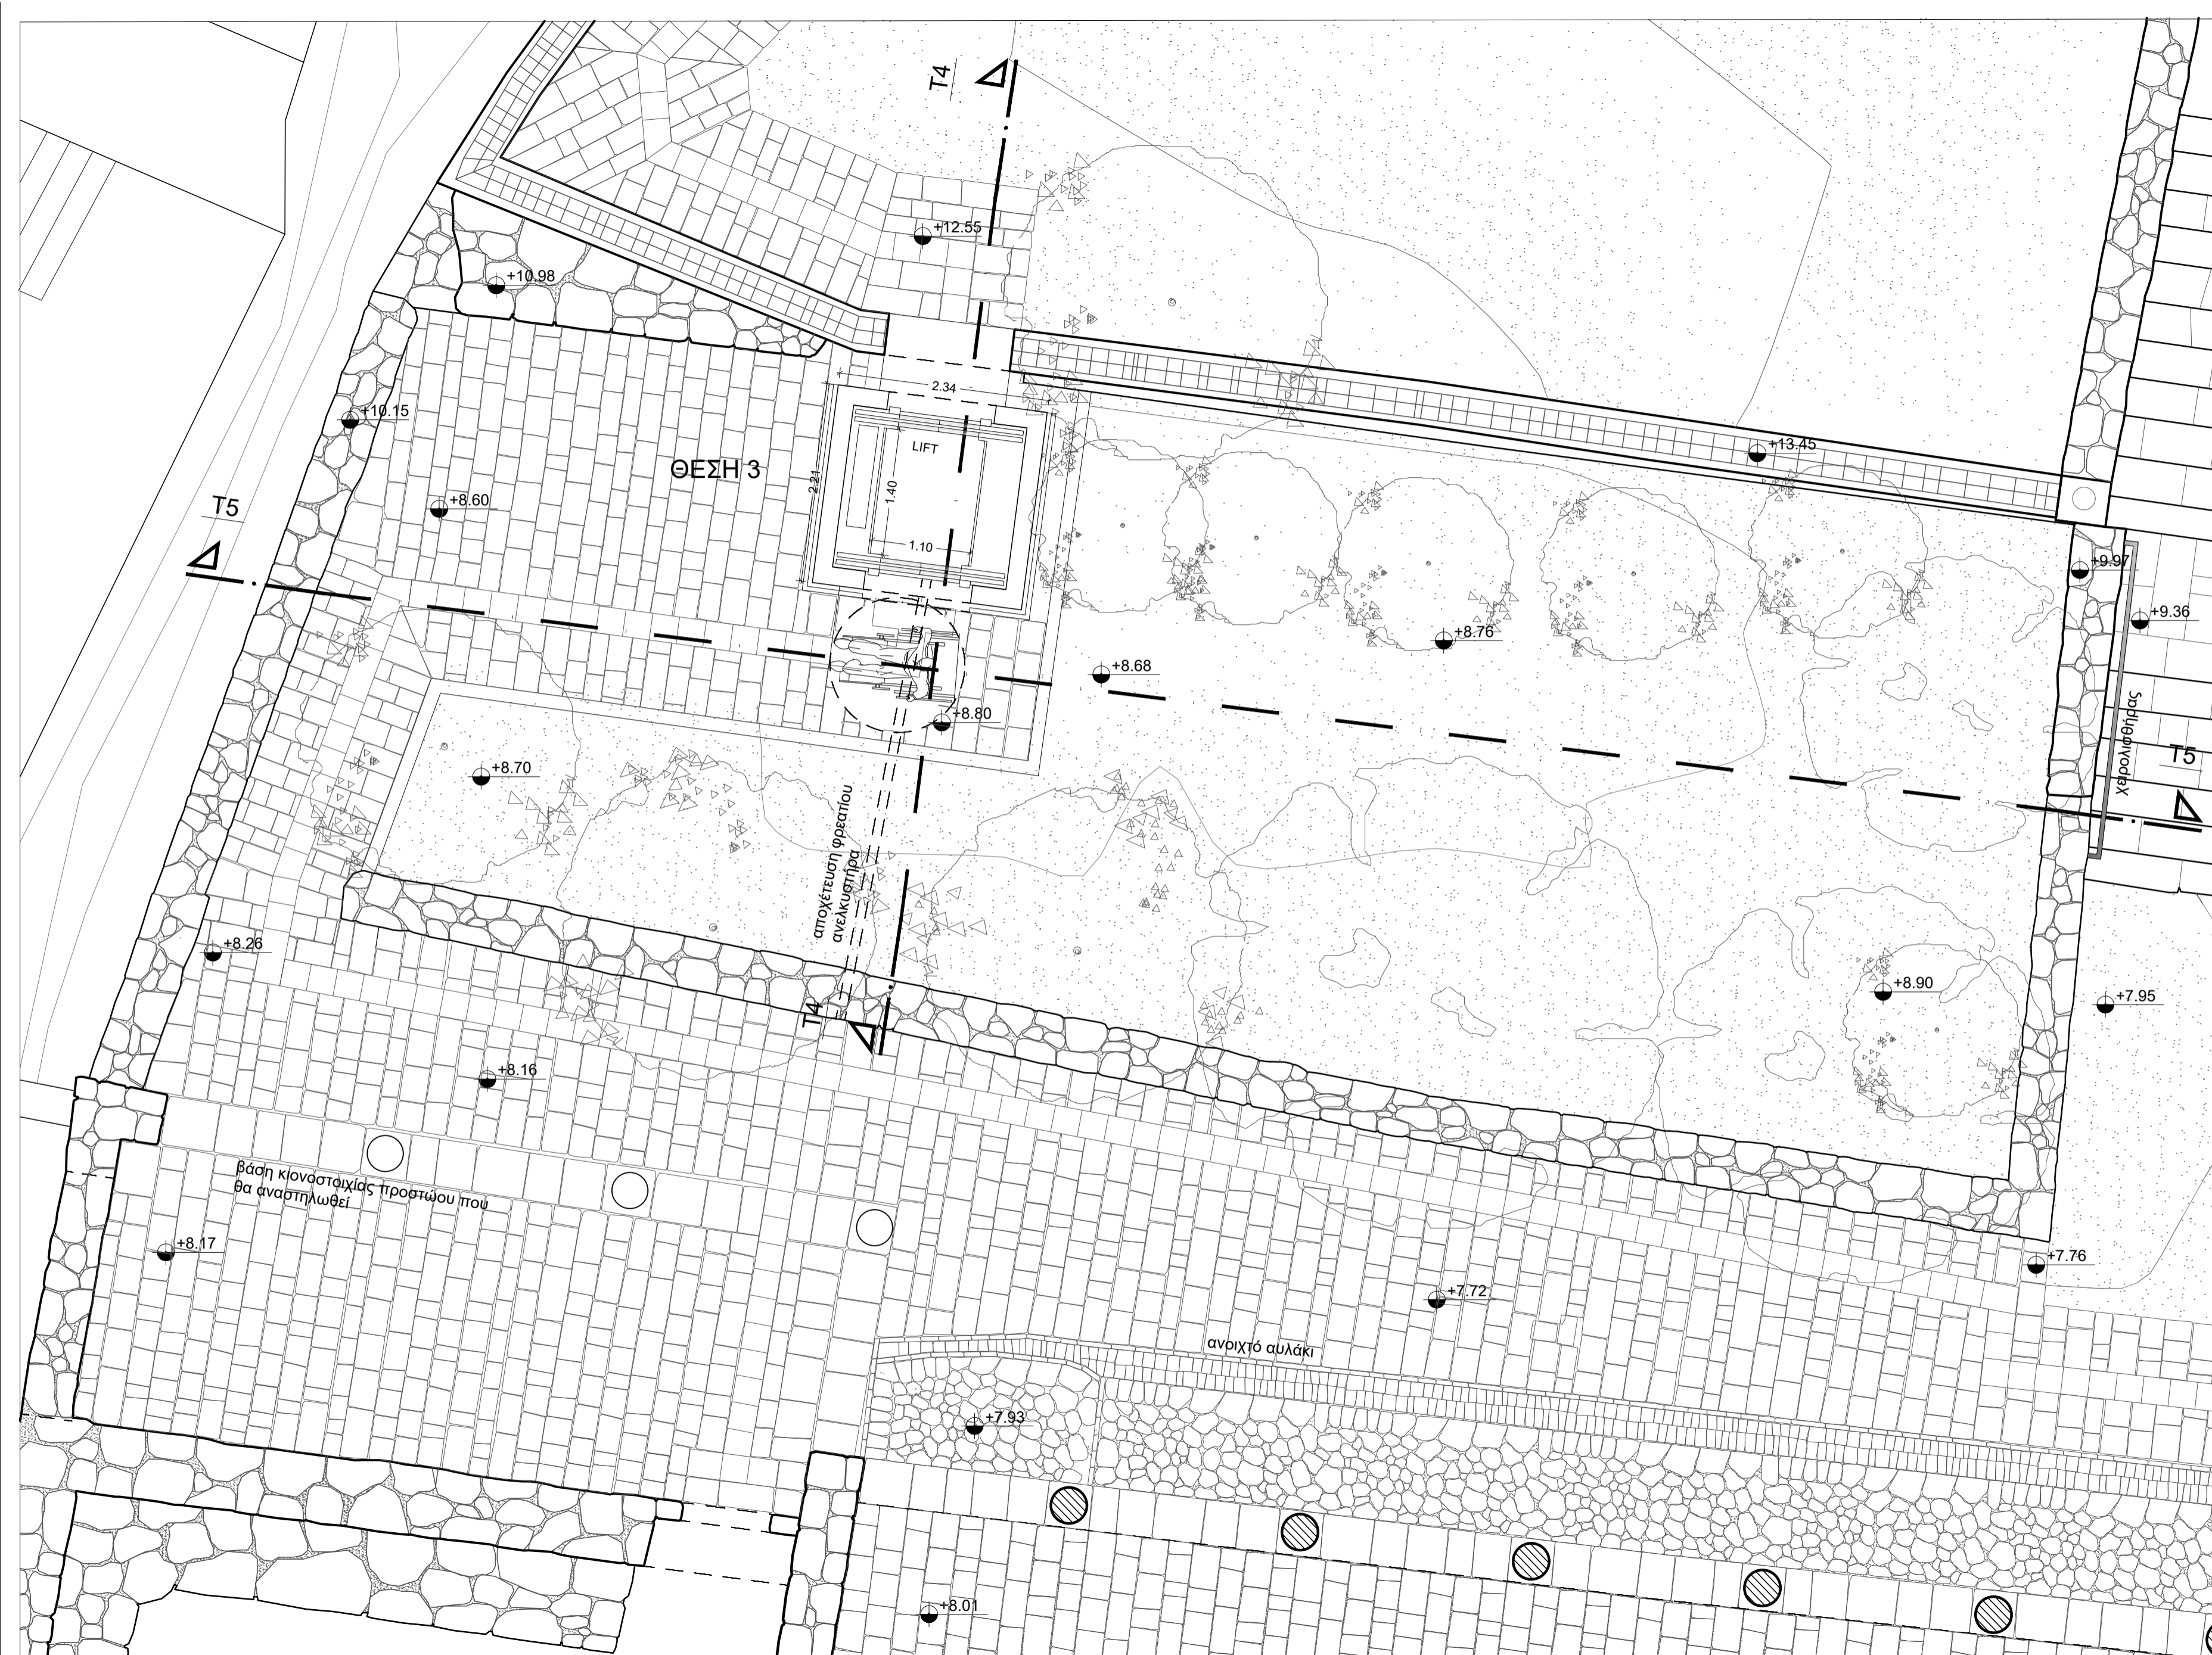 T4
+12.55
+10.98
2.34
+10.15
LIFT
+13.45
ΘΕΣΗ 3
2.21
1.40
+8.60
T5
1.10
+9.97
+9.36
+8.76
+8.68
χειρολισθήρας
+8.80
T5
+8.70
αποχέτευση φρεατίου
ανελκυστήρα
+8.26
+8.90
+7.95
T4
+8.16
βάση κιονοστοιχίας προστώου που
θα αναστηλωθεί
+8.17
+7.76
+7.72
ανοιχτό αυλάκι
+7.93
+8.01